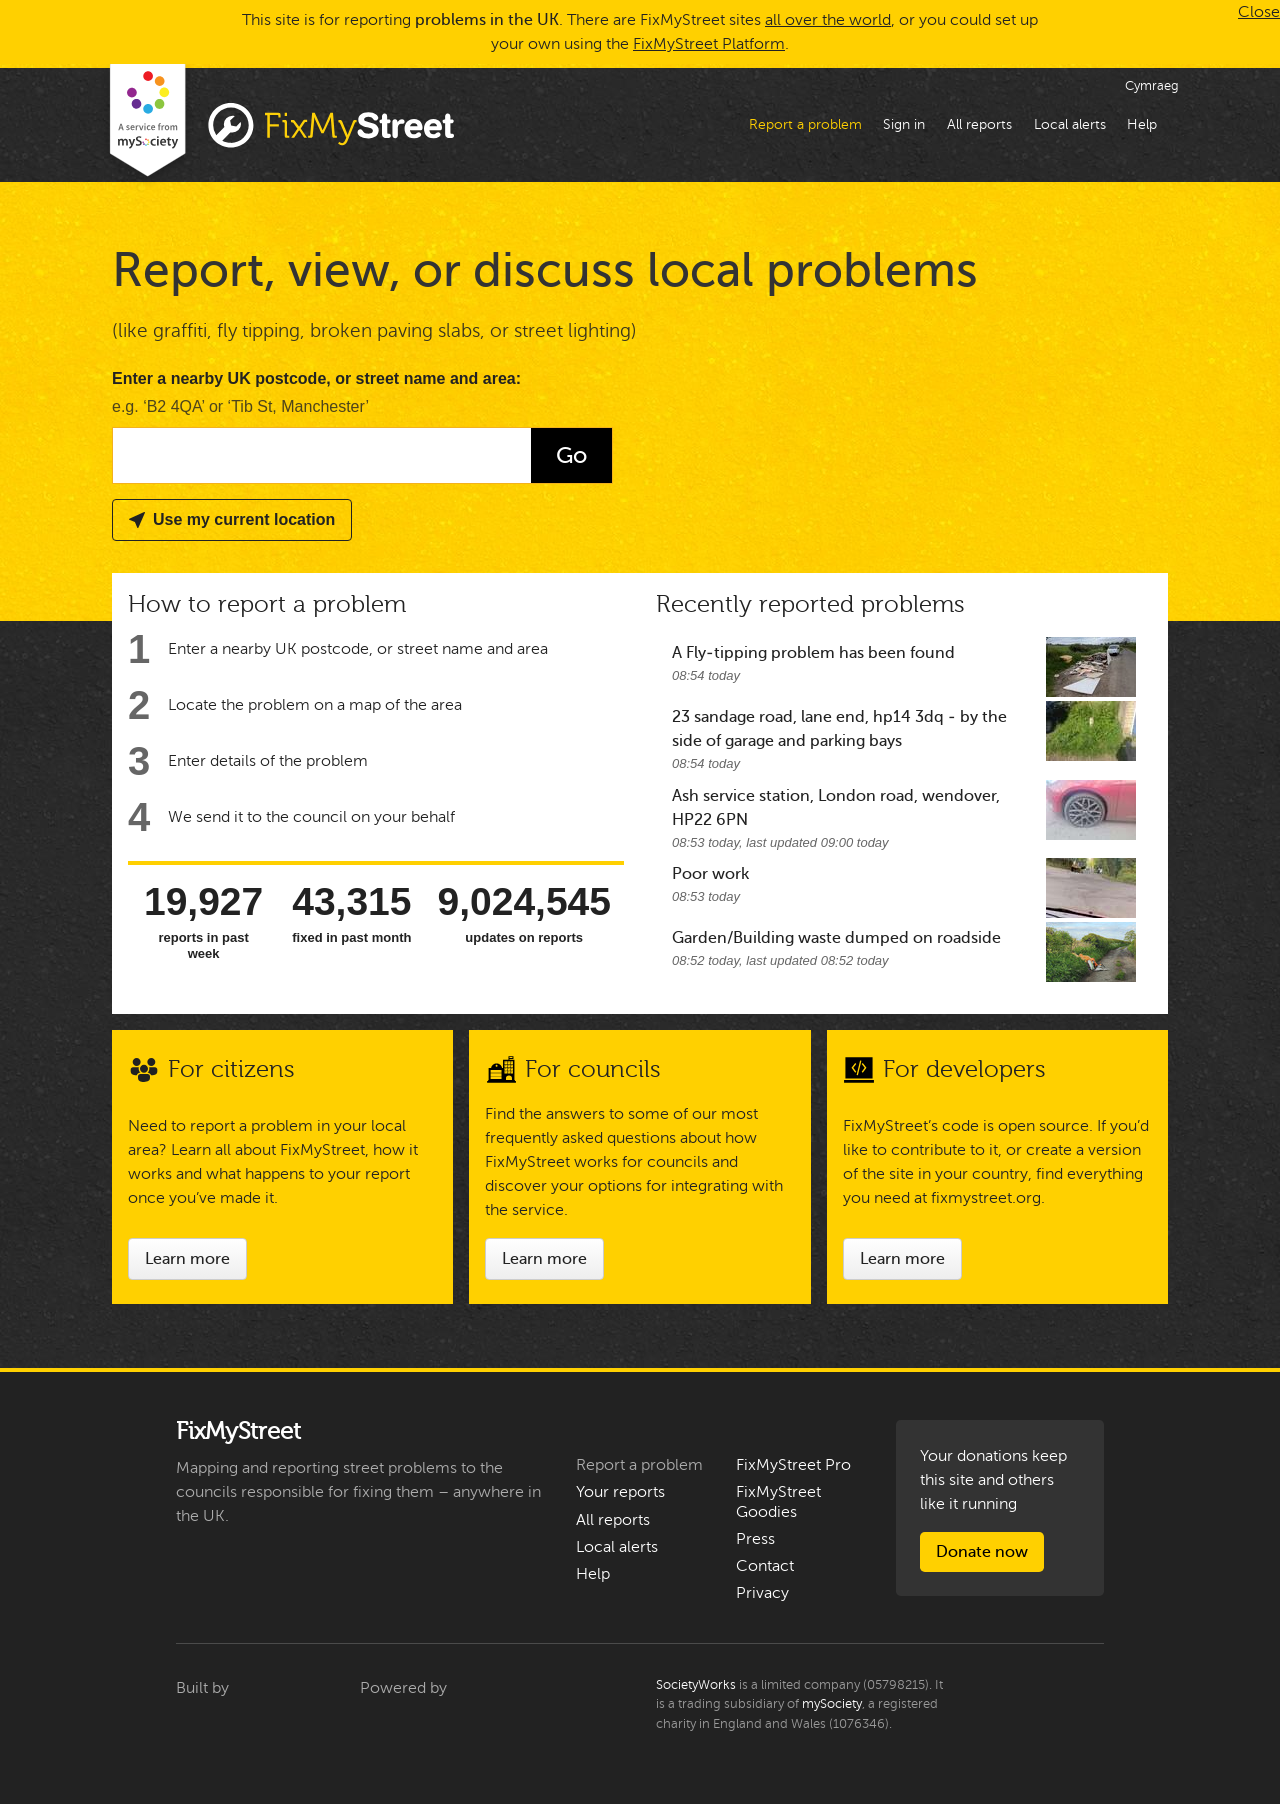 This site is for reporting problems in the UK. There are FixMyStreet sites all over the world, or you could set up
your own using the FixMyStreet Platform.
Close
Cymraeg
A service from
mySociety
FixMyStreet
Report a problem
Sign in
All reports
Local alerts
Help
Report, view, or discuss local problems
(like graffiti, fly tipping, broken paving slabs, or street lighting)
Enter a nearby UK postcode, or street name and area:
e.g. ‘B2 4QA’ or ‘Tib St, Manchester’
Go
Use my current location
How to report a problem
1 Enter a nearby UK postcode, or street name and area
2 Locate the problem on a map of the area
3 Enter details of the problem
4 We send it to the council on your behalf
19,927
reports in past
week
43,315
fixed in past month
9,024,545
updates on reports
Recently reported problems
A Fly-tipping problem has been found
08:54 today
23 sandage road, lane end, hp14 3dq - by the
side of garage and parking bays
08:54 today
Ash service station, London road, wendover,
HP22 6PN
08:53 today, last updated 09:00 today
Poor work
08:53 today
Garden/Building waste dumped on roadside
08:52 today, last updated 08:52 today
For citizens
Need to report a problem in your local
area? Learn all about FixMyStreet, how it
works and what happens to your report
once you’ve made it.
Learn more
For councils
Find the answers to some of our most
frequently asked questions about how
FixMyStreet works for councils and
discover your options for integrating with
the service.
Learn more
For developers
FixMyStreet’s code is open source. If you’d
like to contribute to it, or create a version
of the site in your country, find everything
you need at fixmystreet.org.
Learn more
FixMyStreet
Mapping and reporting street problems to the
councils responsible for fixing them – anywhere in
the UK.
Report a problem
Your reports
All reports
Local alerts
Help
FixMyStreet Pro
FixMyStreet
Goodies
Press
Contact
Privacy
Your donations keep
this site and others
like it running
Donate now
Built by
Powered by
SocietyWorks is a limited company (05798215). It
is a trading subsidiary of mySociety, a registered
charity in England and Wales (1076346).